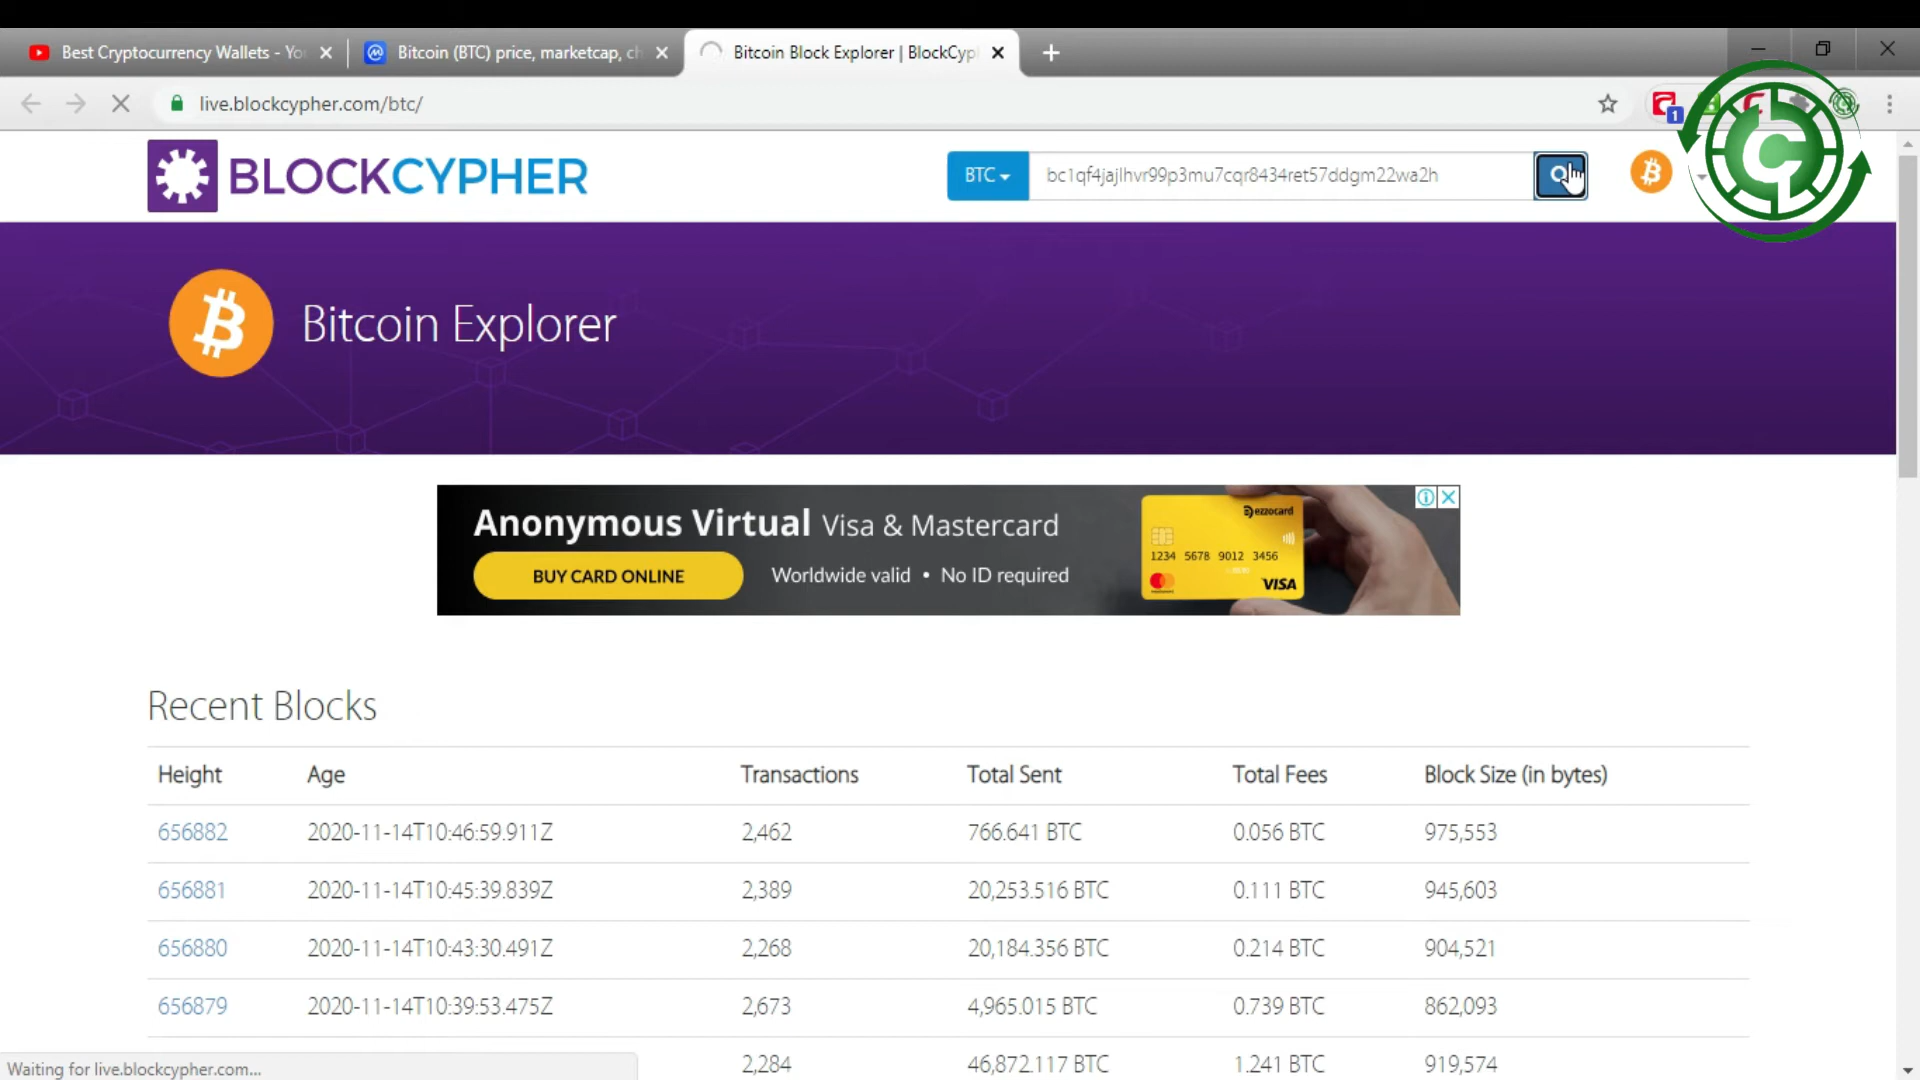 Best Cryptocurrency Wallets - Yo
Bitcoin (BTC) price, marketcap, ch
Bitcoin Block Explorer | BlockCyp
live.blockcypher.com/btc/
1
BLOCKCYPHER
BTC
bc1qf4jajlhvr99p3mu7cqr8434ret57ddgm22wa2h
Bitcoin Explorer
Anonymous Virtual Visa & Mastercard
BUY CARD ONLINE
Worldwide valid • No ID required
ezzocard
1234 5678 9012 3456
VISA
Recent Blocks
Height Age Transactions Total Sent Total Fees Block Size (in bytes)
656882 2020-11-14T10:46:59.911Z 2,462 766.641 BTC 0.056 BTC 975,553
656881 2020-11-14T10:45:39.839Z 2,389 20,253.516 BTC 0.111 BTC 945,603
656880 2020-11-14T10:43:30.491Z 2,268 20,184.356 BTC 0.214 BTC 904,521
656879 2020-11-14T10:39:53.475Z 2,673 4,965.015 BTC 0.739 BTC 862,093
2,284 46,872.117 BTC 1.241 BTC 919,574
Waiting for live.blockcypher.com...